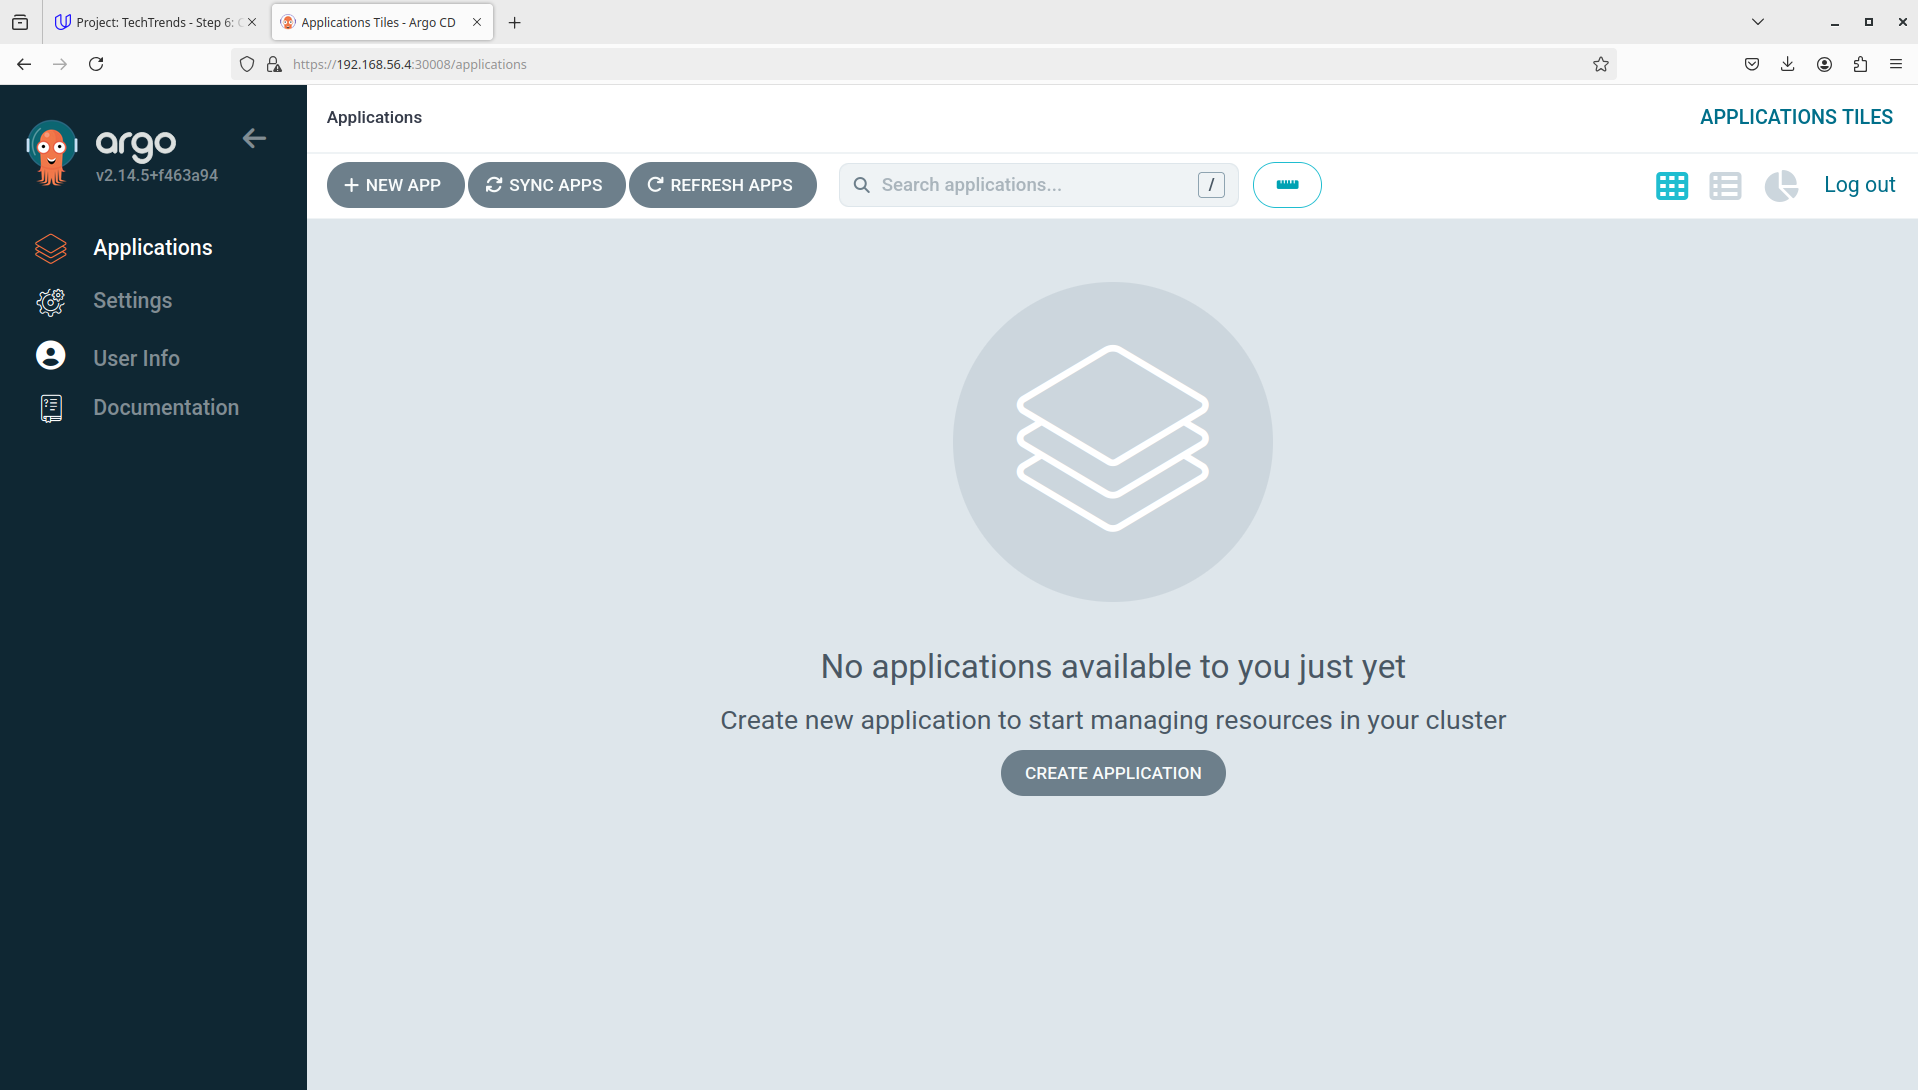 Project: TechTrends - Step 6:
Applications Tiles - Argo CD
https://192.168.56.4:30008/applications
argo
v2.14.5+f463a94
Applications
Settings
User Info
Documentation
Applications
APPLICATIONS TILES
NEW APP
SYNC APPS
REFRESH APPS
Search applications...
/
Log out
No applications available to you just yet
Create new application to start managing resources in your cluster
CREATE APPLICATION